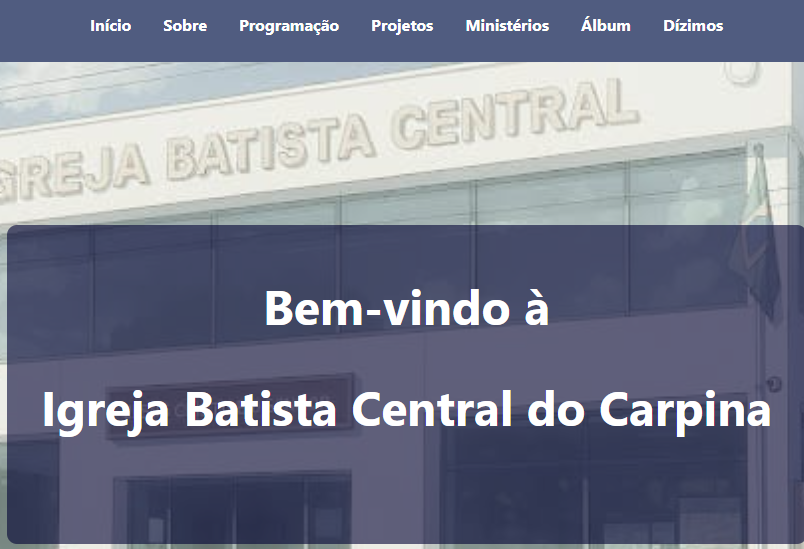 Início Sobre Programação Projetos Ministérios Álbum Dízimos
GREJA BATISTA CENTRAL
Bem-vindo à
Igreja Batista Central do Carpina